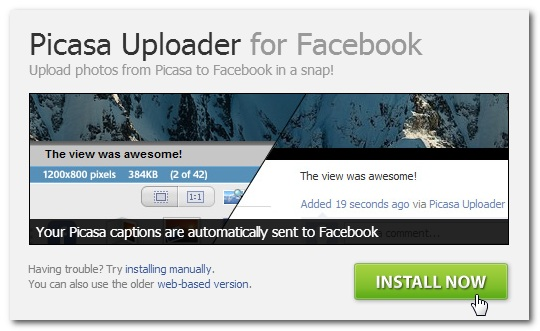 Picasa Uploader for Facebook
Upload photos from Picasa to Facebook in a snap!
The view was awesome!
1200x800 pixels 384KB (2 of 42)
1:1
The view was awesome!
Added 19 seconds ago via Picasa Uploader
comment...
Your Picasa captions are automatically sent to Facebook
Having trouble? Try installing manually.
You can also use the older web-based version.
INSTALL NOW